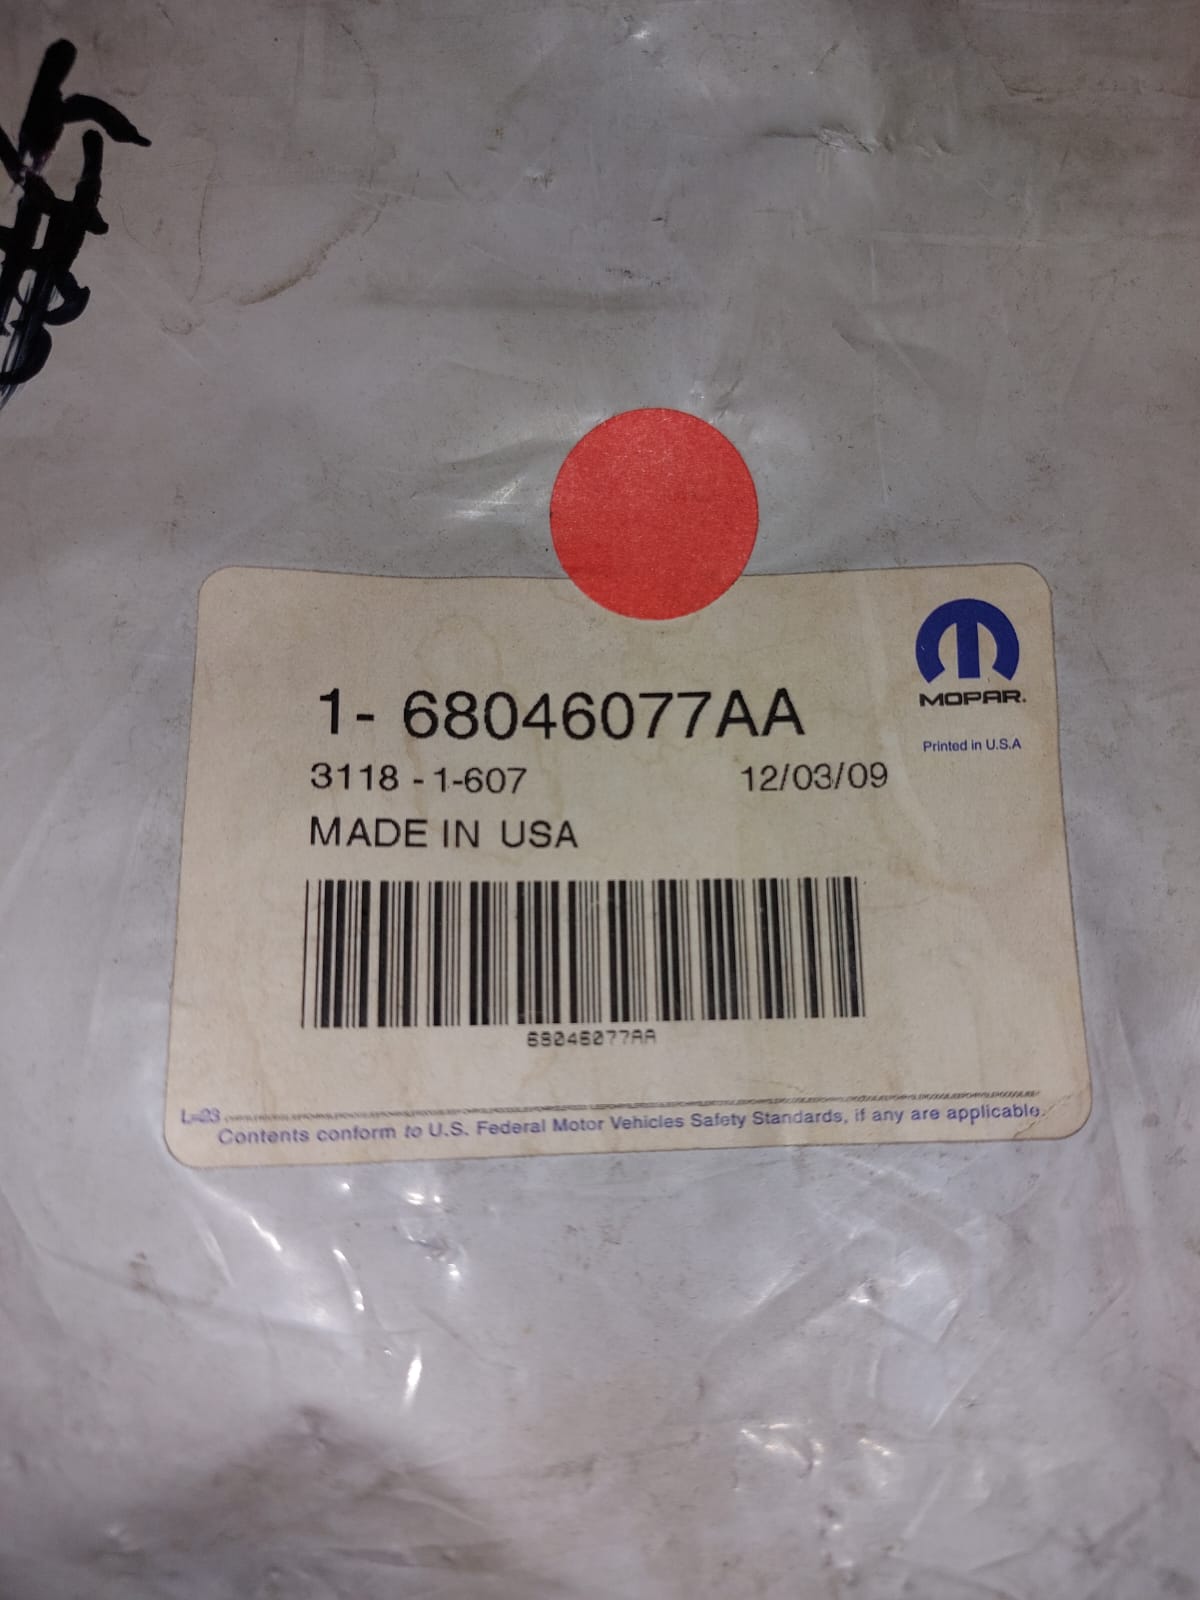 MOPAR.
1- 68046077AA
Printed in U.S.A
3118 - 1-607 12/03/09
MADE IN USA
68046077AA
L-23
Contents conform to U.S. Federal Motor Vehicles Safety Standards, if any are applicable.